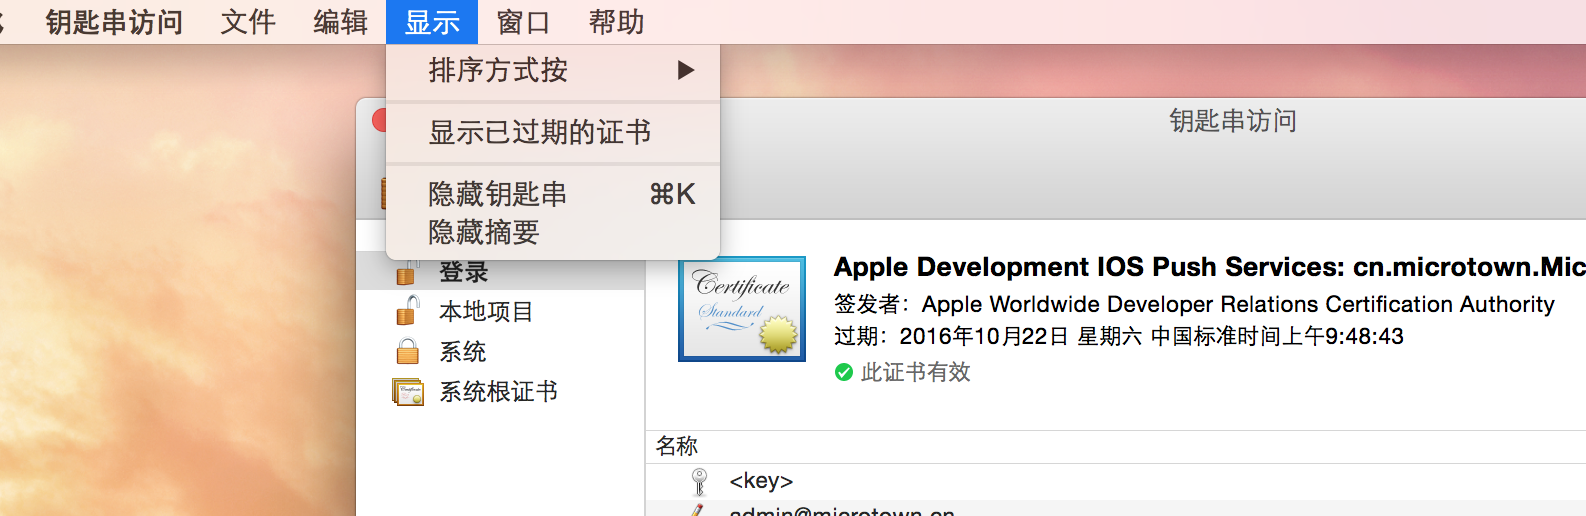 钥匙串访问 文件 编辑 显示 窗口 帮助
排序方式按
显示已过期的证书
隐藏钥匙串 ⌘K
隐藏摘要
钥匙串访问
登录
本地项目
系统
系统根证书
Certificate
Standard
Apple Development IOS Push Services: cn.microtown.Mic
签发者：Apple Worldwide Developer Relations Certification Authority
过期：2016年10月22日 星期六 中国标准时间上午9:48:43
此证书有效
名称
<key>
admin@microtown.cn